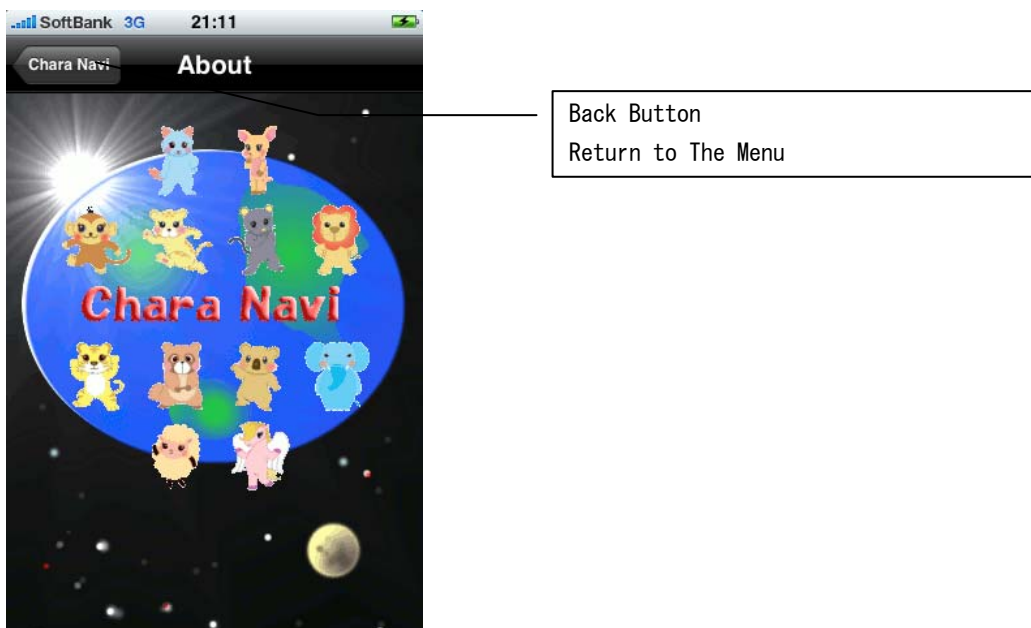 SoftBank 3G 21:11
Chara Navi About
Back Button
Return to The Menu
Chara Navi